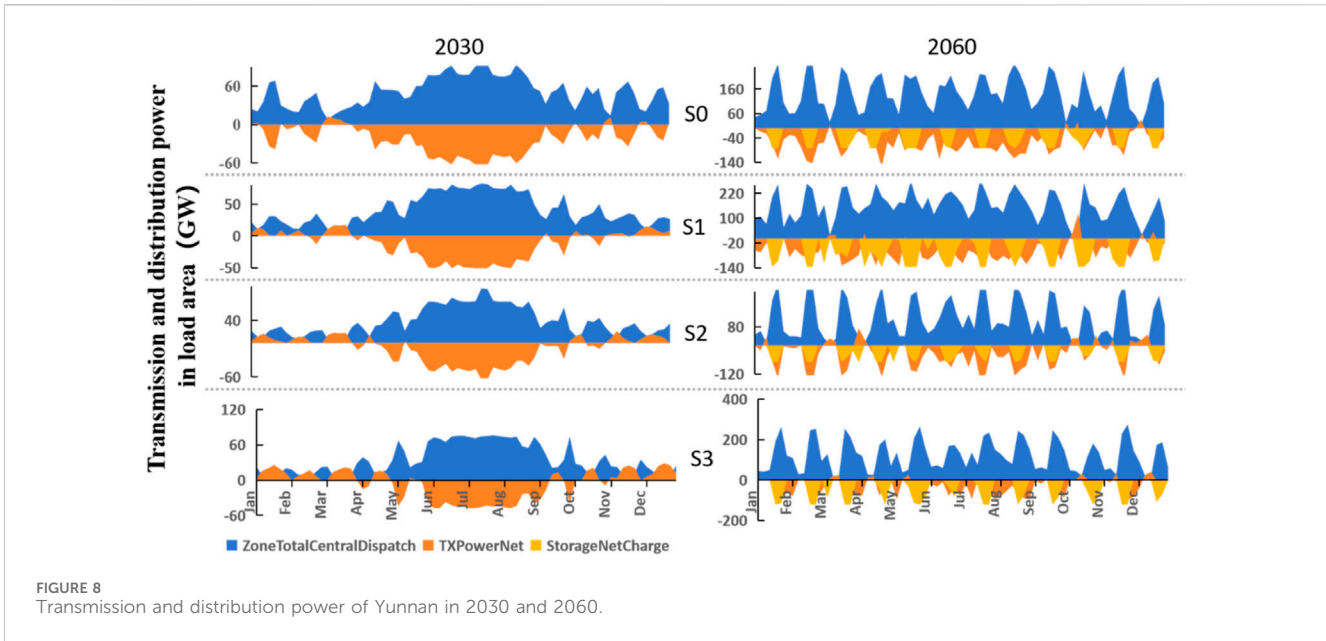 2030
2060
Transmission and distribution power
in load area (GW)
60
0
-60
S0
160
60
-40
-140
50
0
-50
S1
220
100
-20
-140
40
-60
S2
80
-120
120
60
0
-60
Jan Feb Mar Apr May Jun Jul Aug Sep Oct Nov Dec
S3
400
200
0
-200
Jan Feb Mar Apr May Jun Jul Aug Sep Oct Nov Dec
ZoneTotalCentralDispatch TXPowerNet StorageNetCharge
FIGURE 8
Transmission and distribution power of Yunnan in 2030 and 2060.